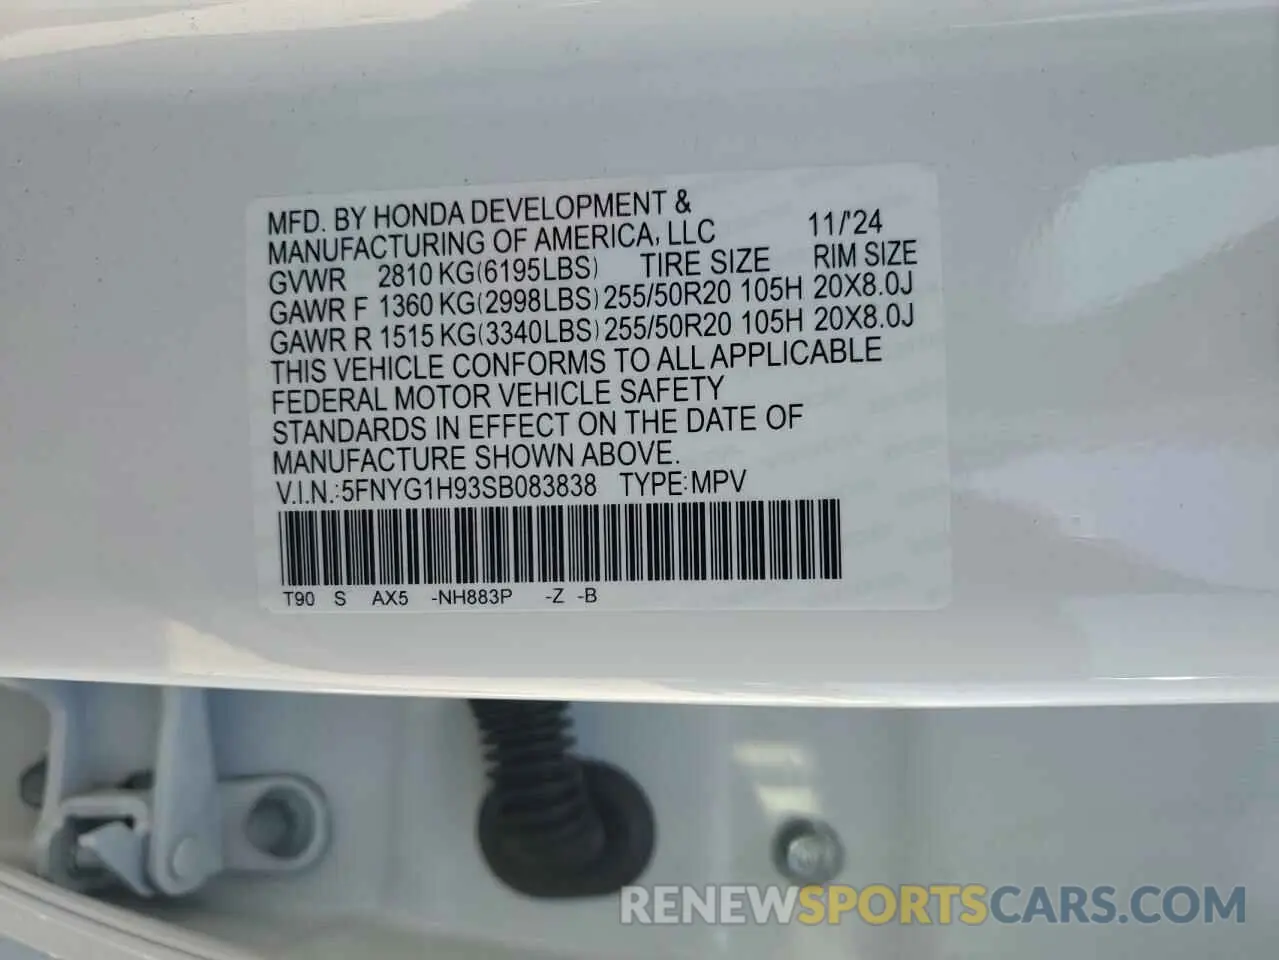 MFD. BY HONDA DEVELOPMENT &
MANUFACTURING OF AMERICA, LLC 11/'24
GVWR 2810 KG(6195LBS) TIRE SIZE RIM SIZE
GAWR F 1360 KG(2998LBS) 255/50R20 105H 20X8.0J
GAWR R 1515 KG(3340LBS) 255/50R20 105H 20X8.0J
THIS VEHICLE CONFORMS TO ALL APPLICABLE
FEDERAL MOTOR VEHICLE SAFETY
STANDARDS IN EFFECT ON THE DATE OF
MANUFACTURE SHOWN ABOVE.
V.I.N.:5FNYG1H93SB083838 TYPE:MPV
T90 S AX5 -NH883P -Z -B
RENEWSPORTSCARS.COM